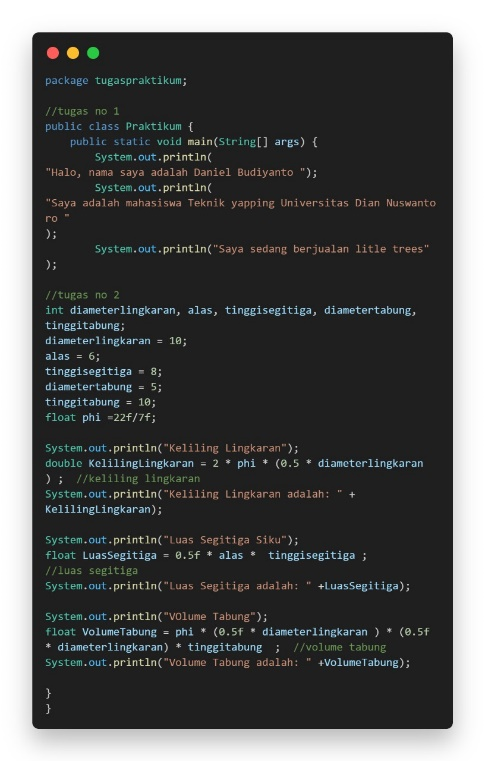 package tugaspraktikum;
//tugas no 1
public class Praktikum {
public static void main(String[] args) {
System.out.println(
"Halo, nama saya adalah Daniel Budiyanto ");
System.out.println(
"Saya adalah mahasiswa Teknik yapping Universitas Dian Nuswanto
ro "
);
System.out.println("Saya sedang berjualan litle trees"
);
//tugas no 2
int diameterlingkaran, alas, tinggisegitiga, diametertabung,
tinggitabung;
diameterlingkaran = 10;
alas = 6;
tinggisegitiga = 8;
diametertabung = 5;
tinggitabung = 10;
float phi =22f/7f;
System.out.println("Keliling Lingkaran");
double KelilingLingkaran = 2 * phi * (0.5 * diameterlingkaran
) ;  //keliling lingkaran
System.out.println("Keliling Lingkaran adalah: " +
KelilingLingkaran);
System.out.println("Luas Segitiga Siku");
float LuasSegitiga = 0.5f * alas *  tinggisegitiga ;
//luas segitiga
System.out.println("Luas Segitiga adalah: " +LuasSegitiga);
System.out.println("VOlume Tabung");
float VolumeTabung = phi * (0.5f * diameterlingkaran ) * (0.5f
* diameterlingkaran) * tinggitabung  ;  //volume tabung
System.out.println("Volume Tabung adalah: " +VolumeTabung);
}
}